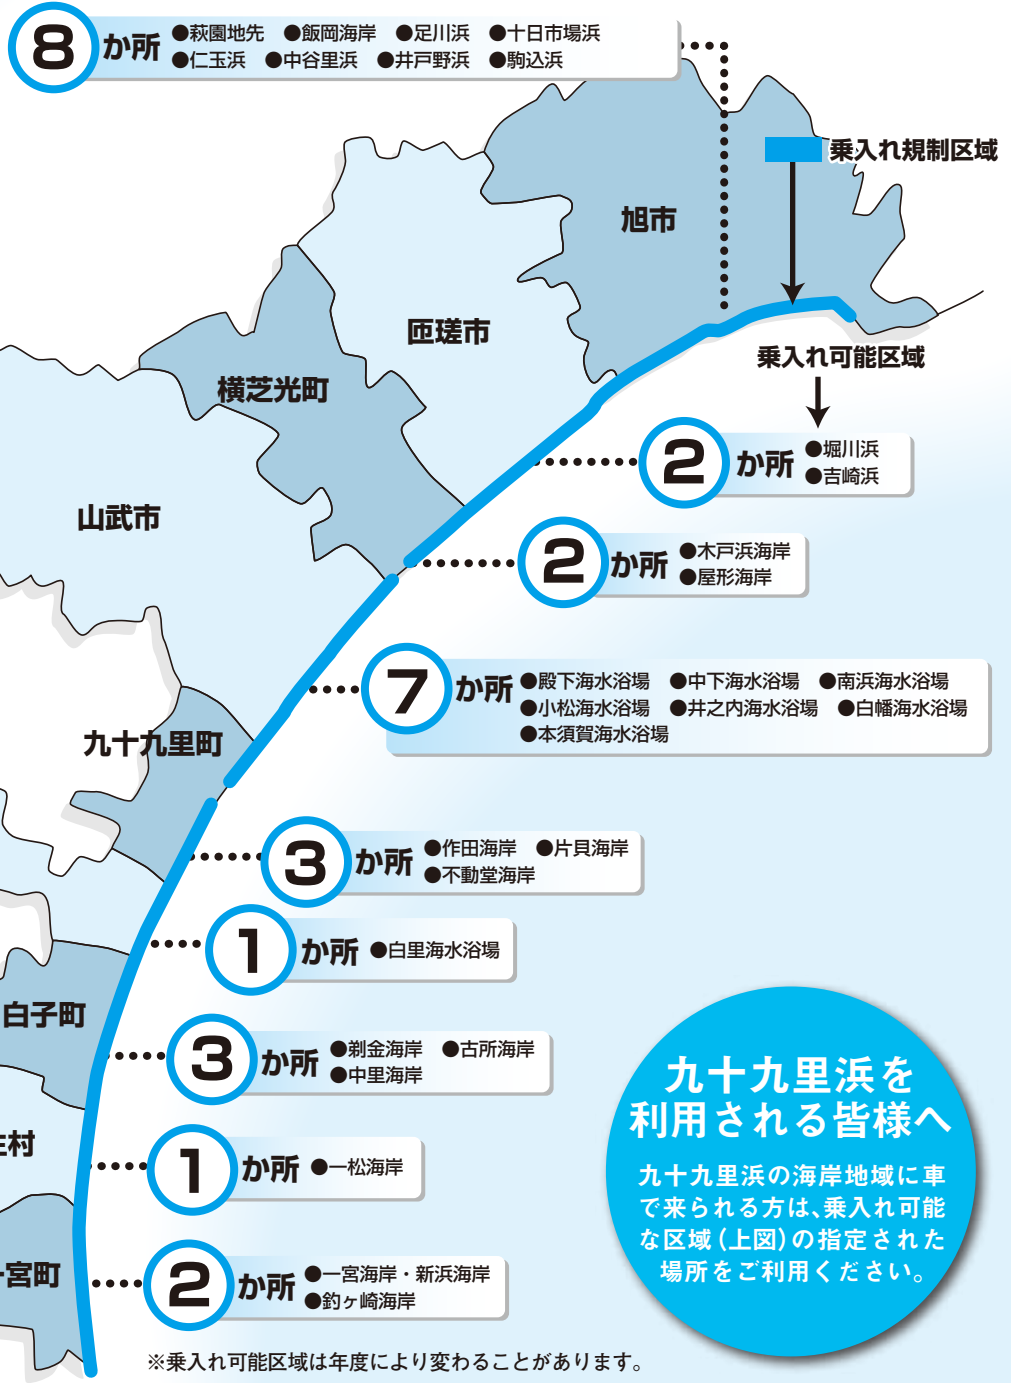 8か所 ●萩園地先 ●飯岡海岸 ●足川浜 ●十日市場浜
●仁玉浜 ●中谷里浜 ●井戸野浜 ●駒込浜
乗入れ規制区域
旭市
匝瑳市
乗入れ可能区域
横芝光町
2か所 ●堀川浜
●吉崎浜
山武市
2か所 ●木戸浜海岸
●屋形海岸
7か所 ●殿下海水浴場 ●中下海水浴場 ●南浜海水浴場
●小松海水浴場 ●井之内海水浴場 ●白幡海水浴場
●本須賀海水浴場
九十九里町
3か所 ●作田海岸 ●片貝海岸
●不動堂海岸
1か所 ●白里海水浴場
白子町
3か所 ●剃金海岸 ●古所海岸
●中里海岸
生村
1か所 ●一松海岸
一宮町
2か所 ●一宮海岸・新浜海岸
●釣ヶ崎海岸
九十九里浜を
利用される皆様へ
九十九里浜の海岸地域に車
で来られる方は、乗入れ可能
な区域（上図）の指定された
場所をご利用ください。
※乗入れ可能区域は年度により変わることがあります。